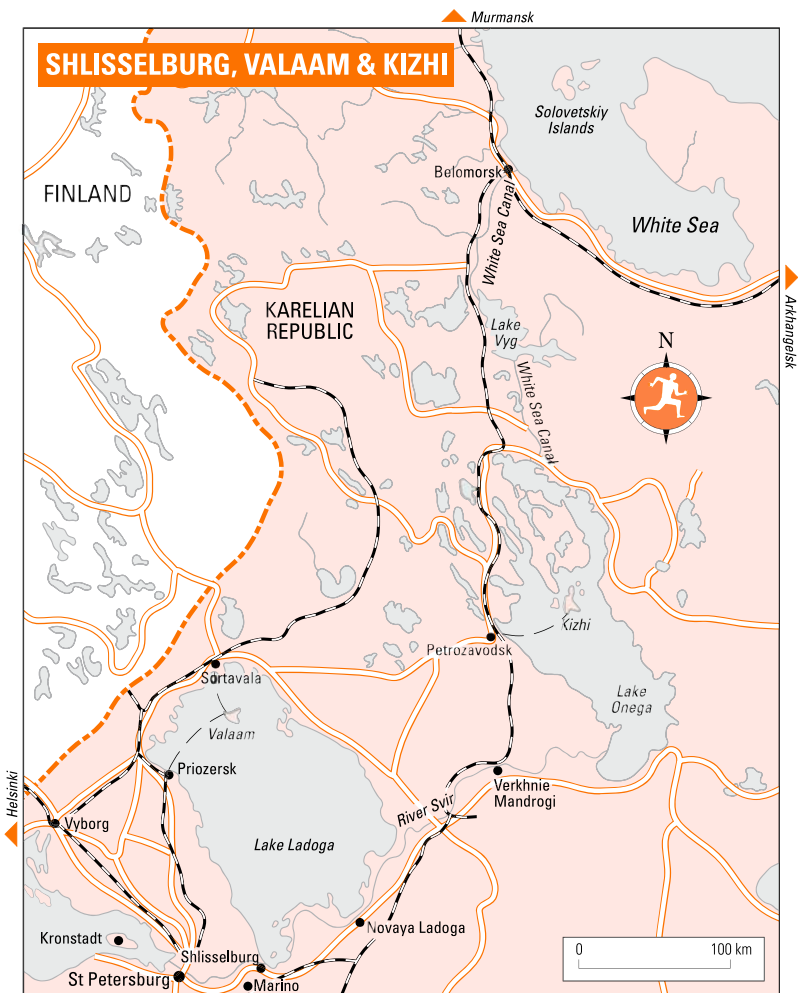 Murmansk
SHLISSELBURG, VALAAM & KIZHI
Solovetskiy
Islands
Belomorsk
FINLAND
White Sea Canal
White Sea
Arkhangelsk
KARELIAN
REPUBLIC
Lake
Vyg
N
White Sea Canal
Kizhi
Petrozavodsk
Sortavala
Lake
Onega
Valaam
Priozersk
Helsinki
Verkhnie
Mandrogi
River Svir
Vyborg
Lake Ladoga
Novaya Ladoga
Kronstadt
Shlisselburg
0
100 km
St Petersburg
Marino